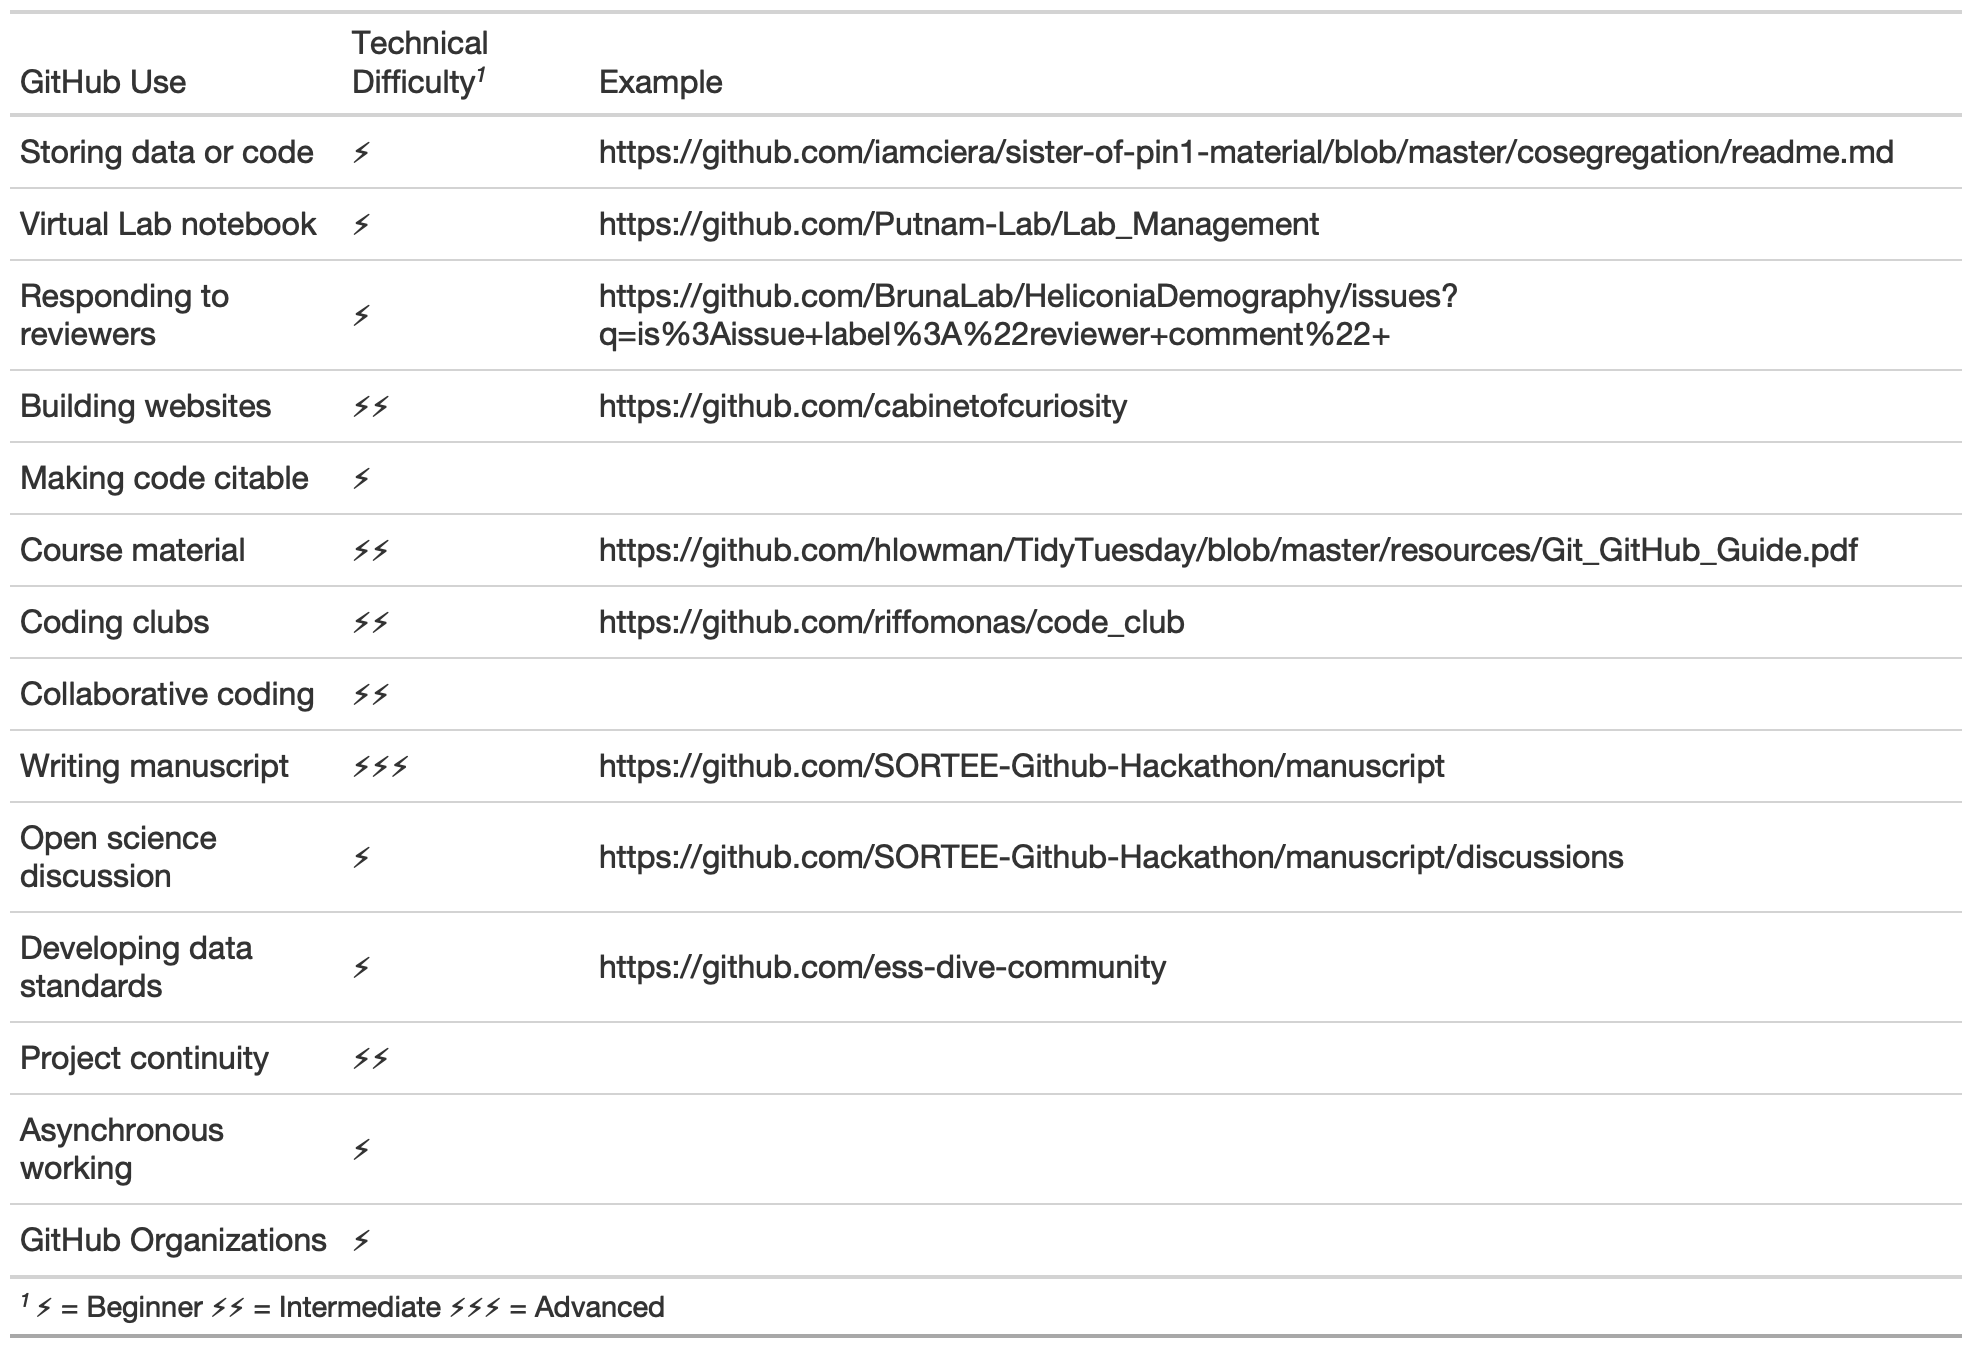 GitHub Use Technical Difficulty¹ Example
Storing data or code ⚡ https://github.com/iamciera/sister-of-pin1-material/blob/master/cosegregation/readme.md
Virtual Lab notebook ⚡ https://github.com/Putnam-Lab/Lab_Management
Responding to
reviewers ⚡ https://github.com/BrunaLab/HeliconiaDemography/issues?
q=is%3Aissue+label%3A%22reviewer+comment%22+
Building websites ⚡⚡ https://github.com/cabinetofcuriosity
Making code citable ⚡
Course material ⚡⚡ https://github.com/hlowman/TidyTuesday/blob/master/resources/Git_GitHub_Guide.pdf
Coding clubs ⚡⚡ https://github.com/riffomonas/code_club
Collaborative coding ⚡⚡
Writing manuscript ⚡⚡⚡ https://github.com/SORTEE-Github-Hackathon/manuscript
Open science
discussion ⚡ https://github.com/SORTEE-Github-Hackathon/manuscript/discussions
Developing data
standards ⚡ https://github.com/ess-dive-community
Project continuity ⚡⚡
Asynchronous
working ⚡
GitHub Organizations ⚡
¹ ⚡ = Beginner ⚡⚡ = Intermediate ⚡⚡⚡ = Advanced